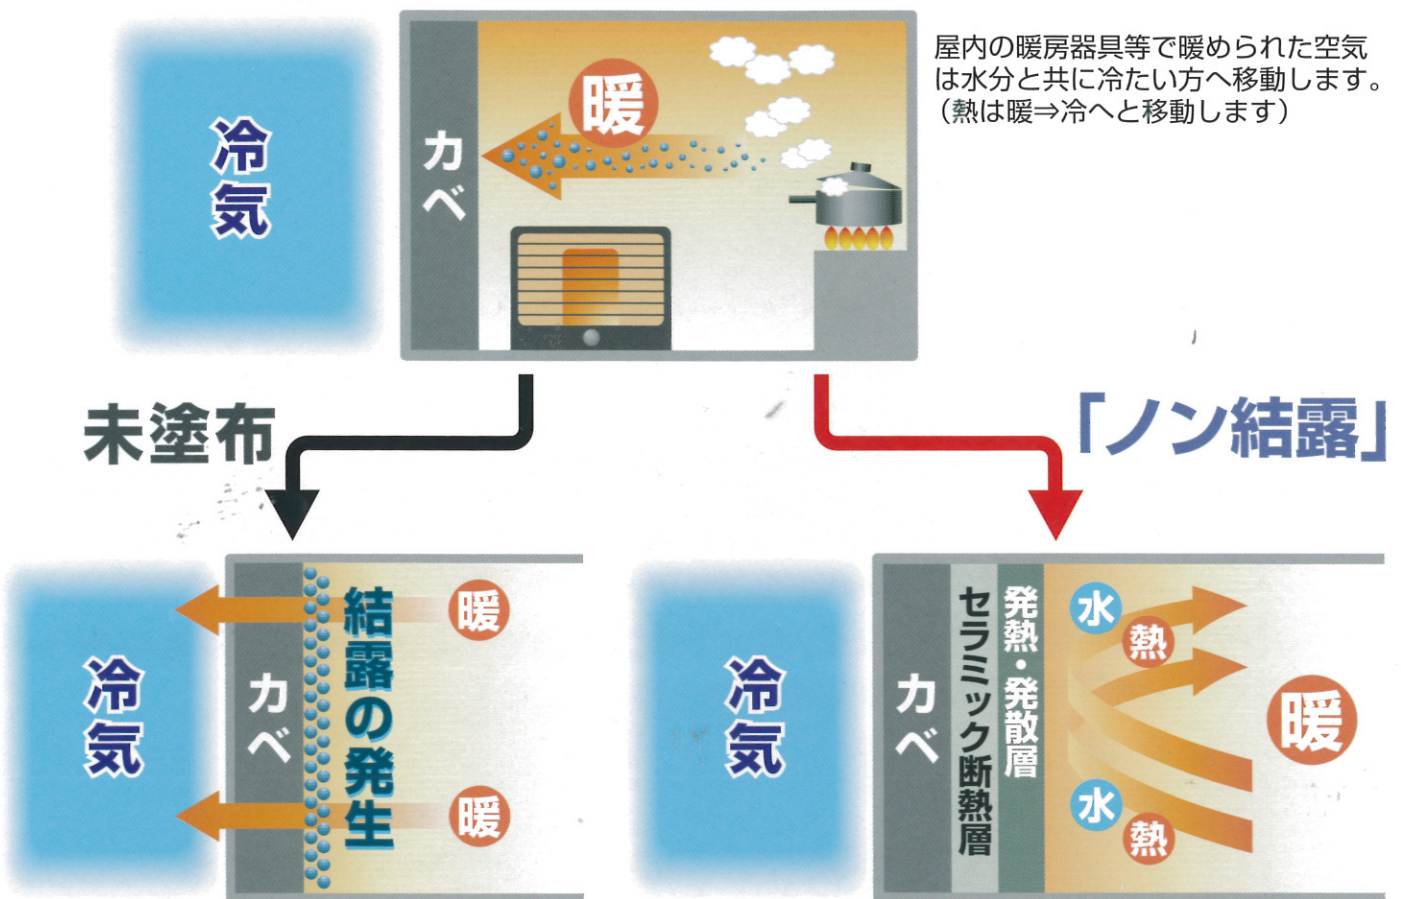 屋内の暖房器具等で暖められた空気
は水分と共に冷たい方へ移動します。
(熱は暖⇒冷へと移動します)
冷気
カベ
暖
未塗布
「ノン結露」
冷気
カベ
結露の発生
暖
暖
冷気
カベ
セラミック断熱層
発熱・発散層
水
熱
水
熱
暖